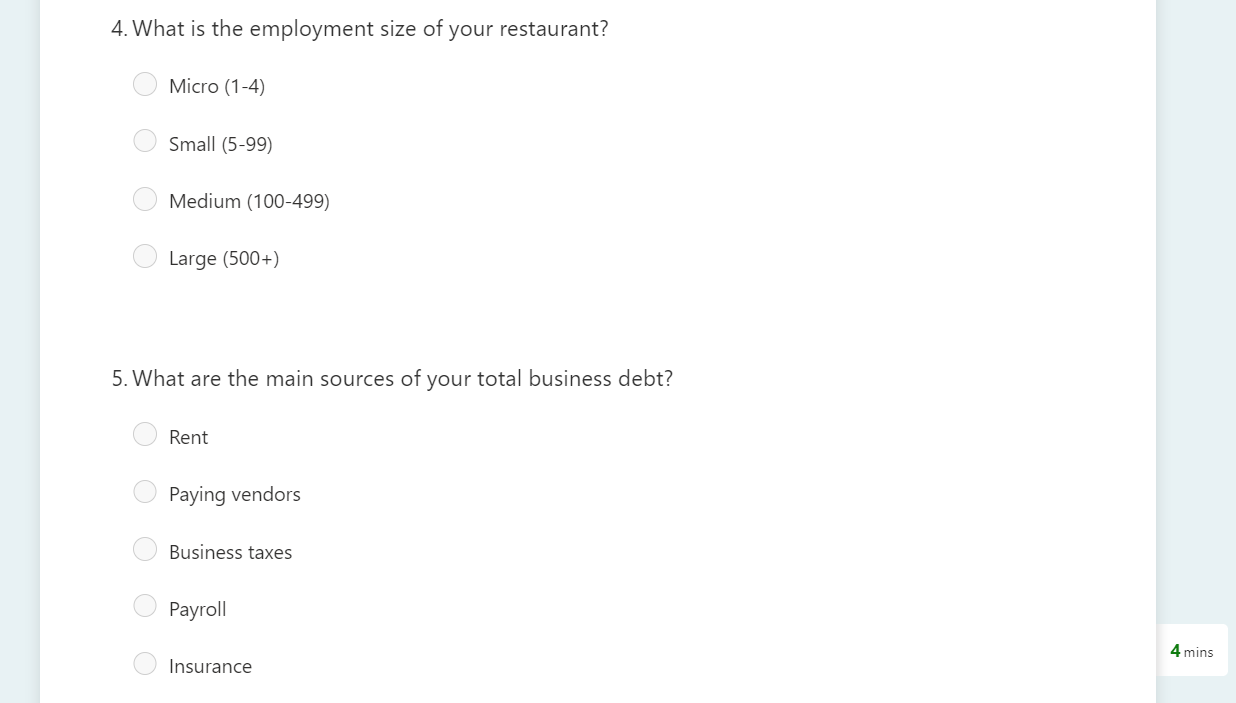 4. What is the employment size of your restaurant?
Micro (1-4)
Small (5-99)
Medium (100-499)
Large (500+)
5. What are the main sources of your total business debt?
Rent
Paying vendors
Business taxes
Payroll
Insurance
4 mins